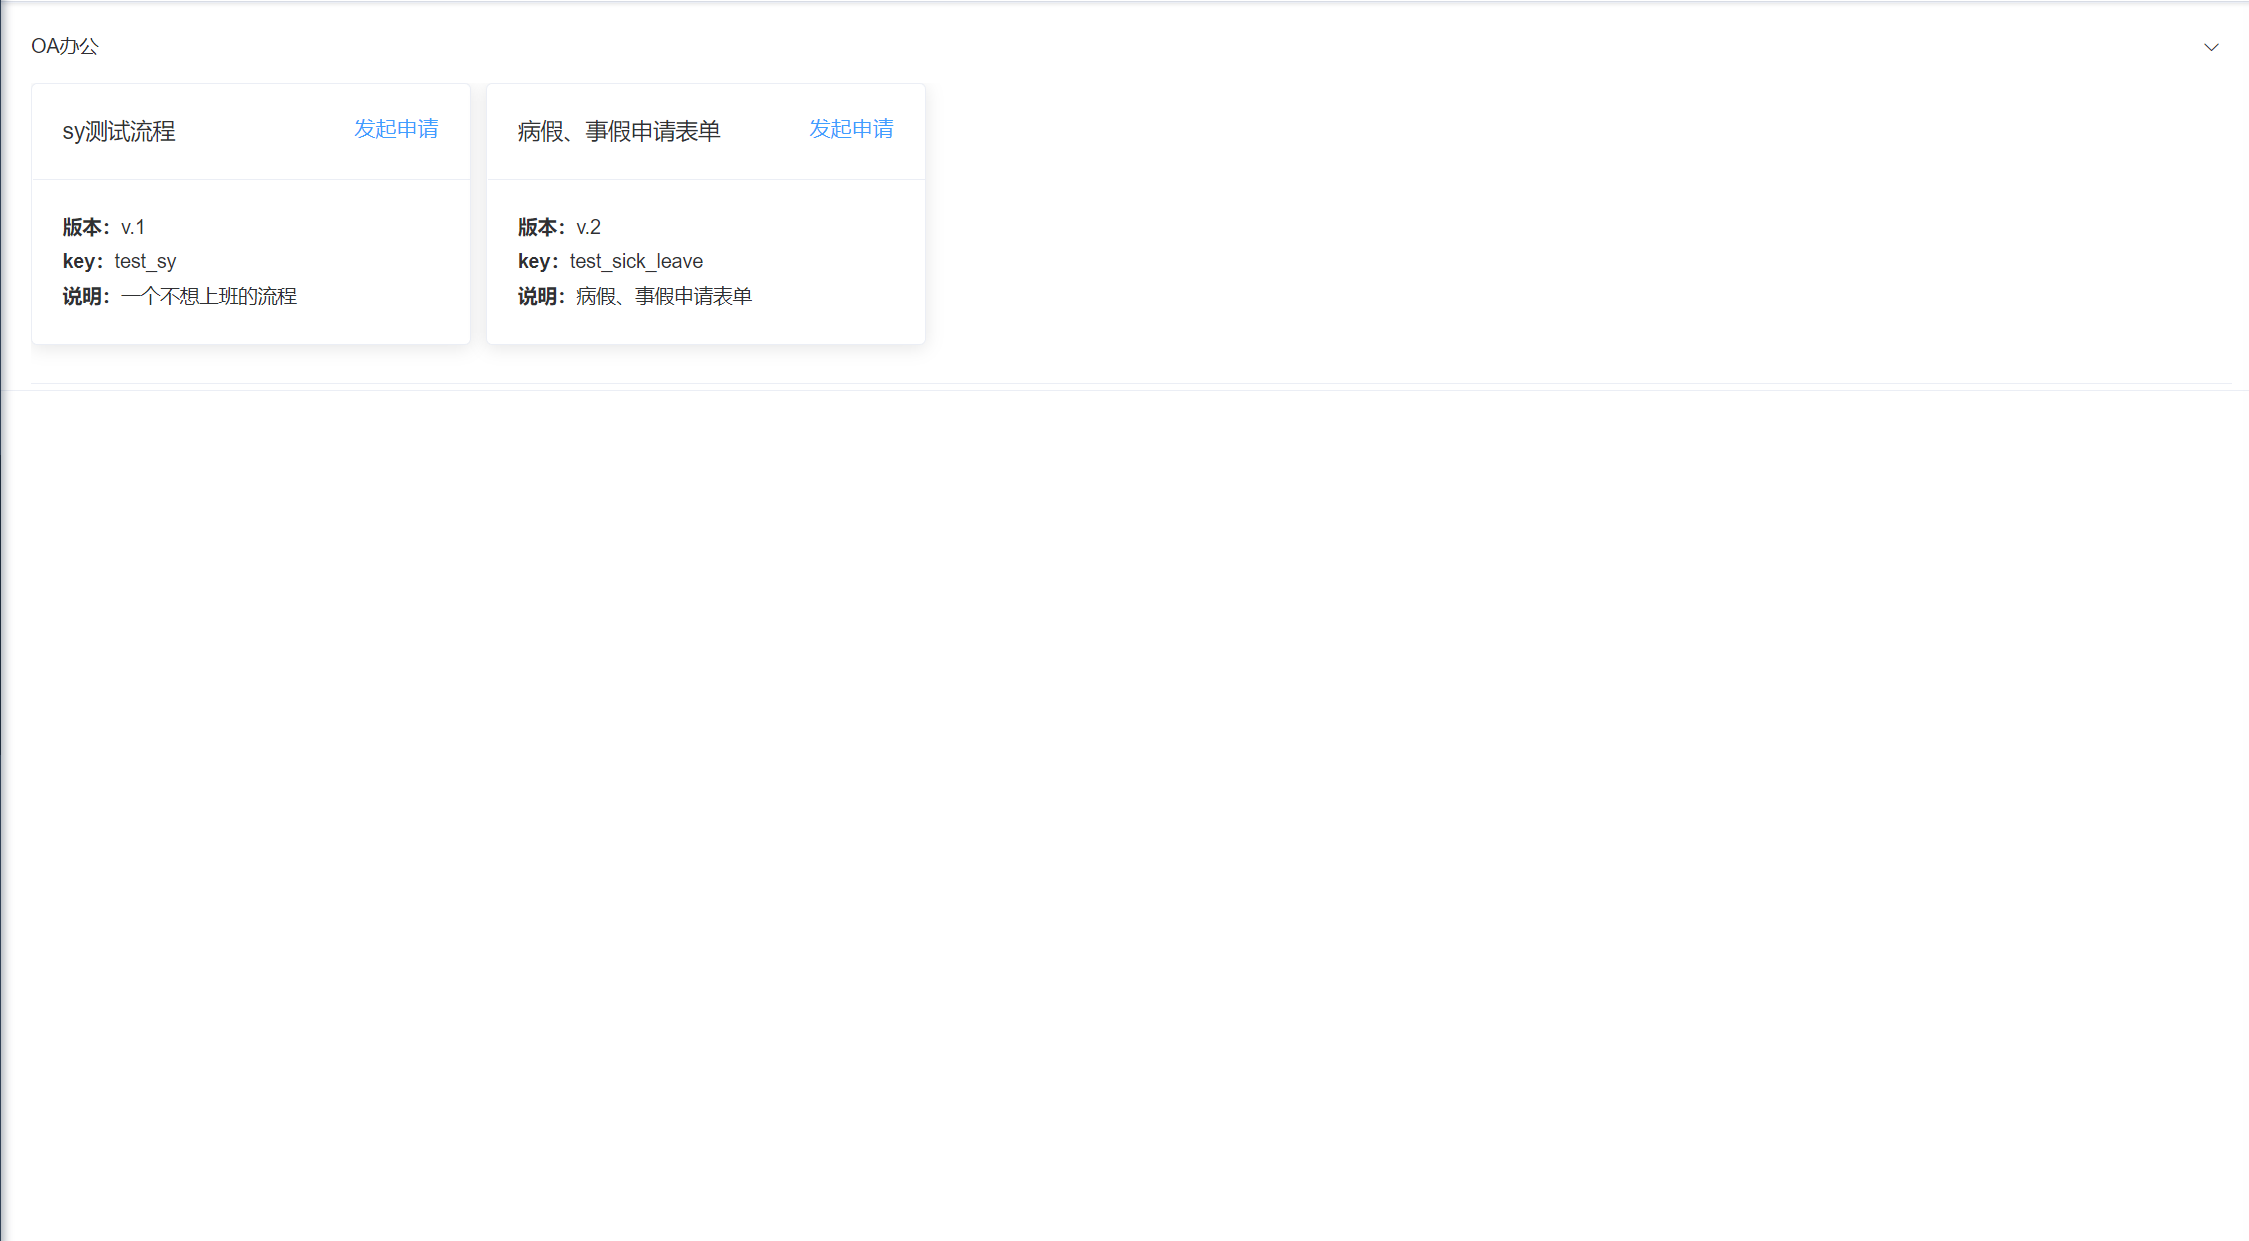 OA办公
sy测试流程
发起申请
版本：v.1
key：test_sy
说明：一个不想上班的流程
病假、事假申请表单
发起申请
版本：v.2
key：test_sick_leave
说明：病假、事假申请表单